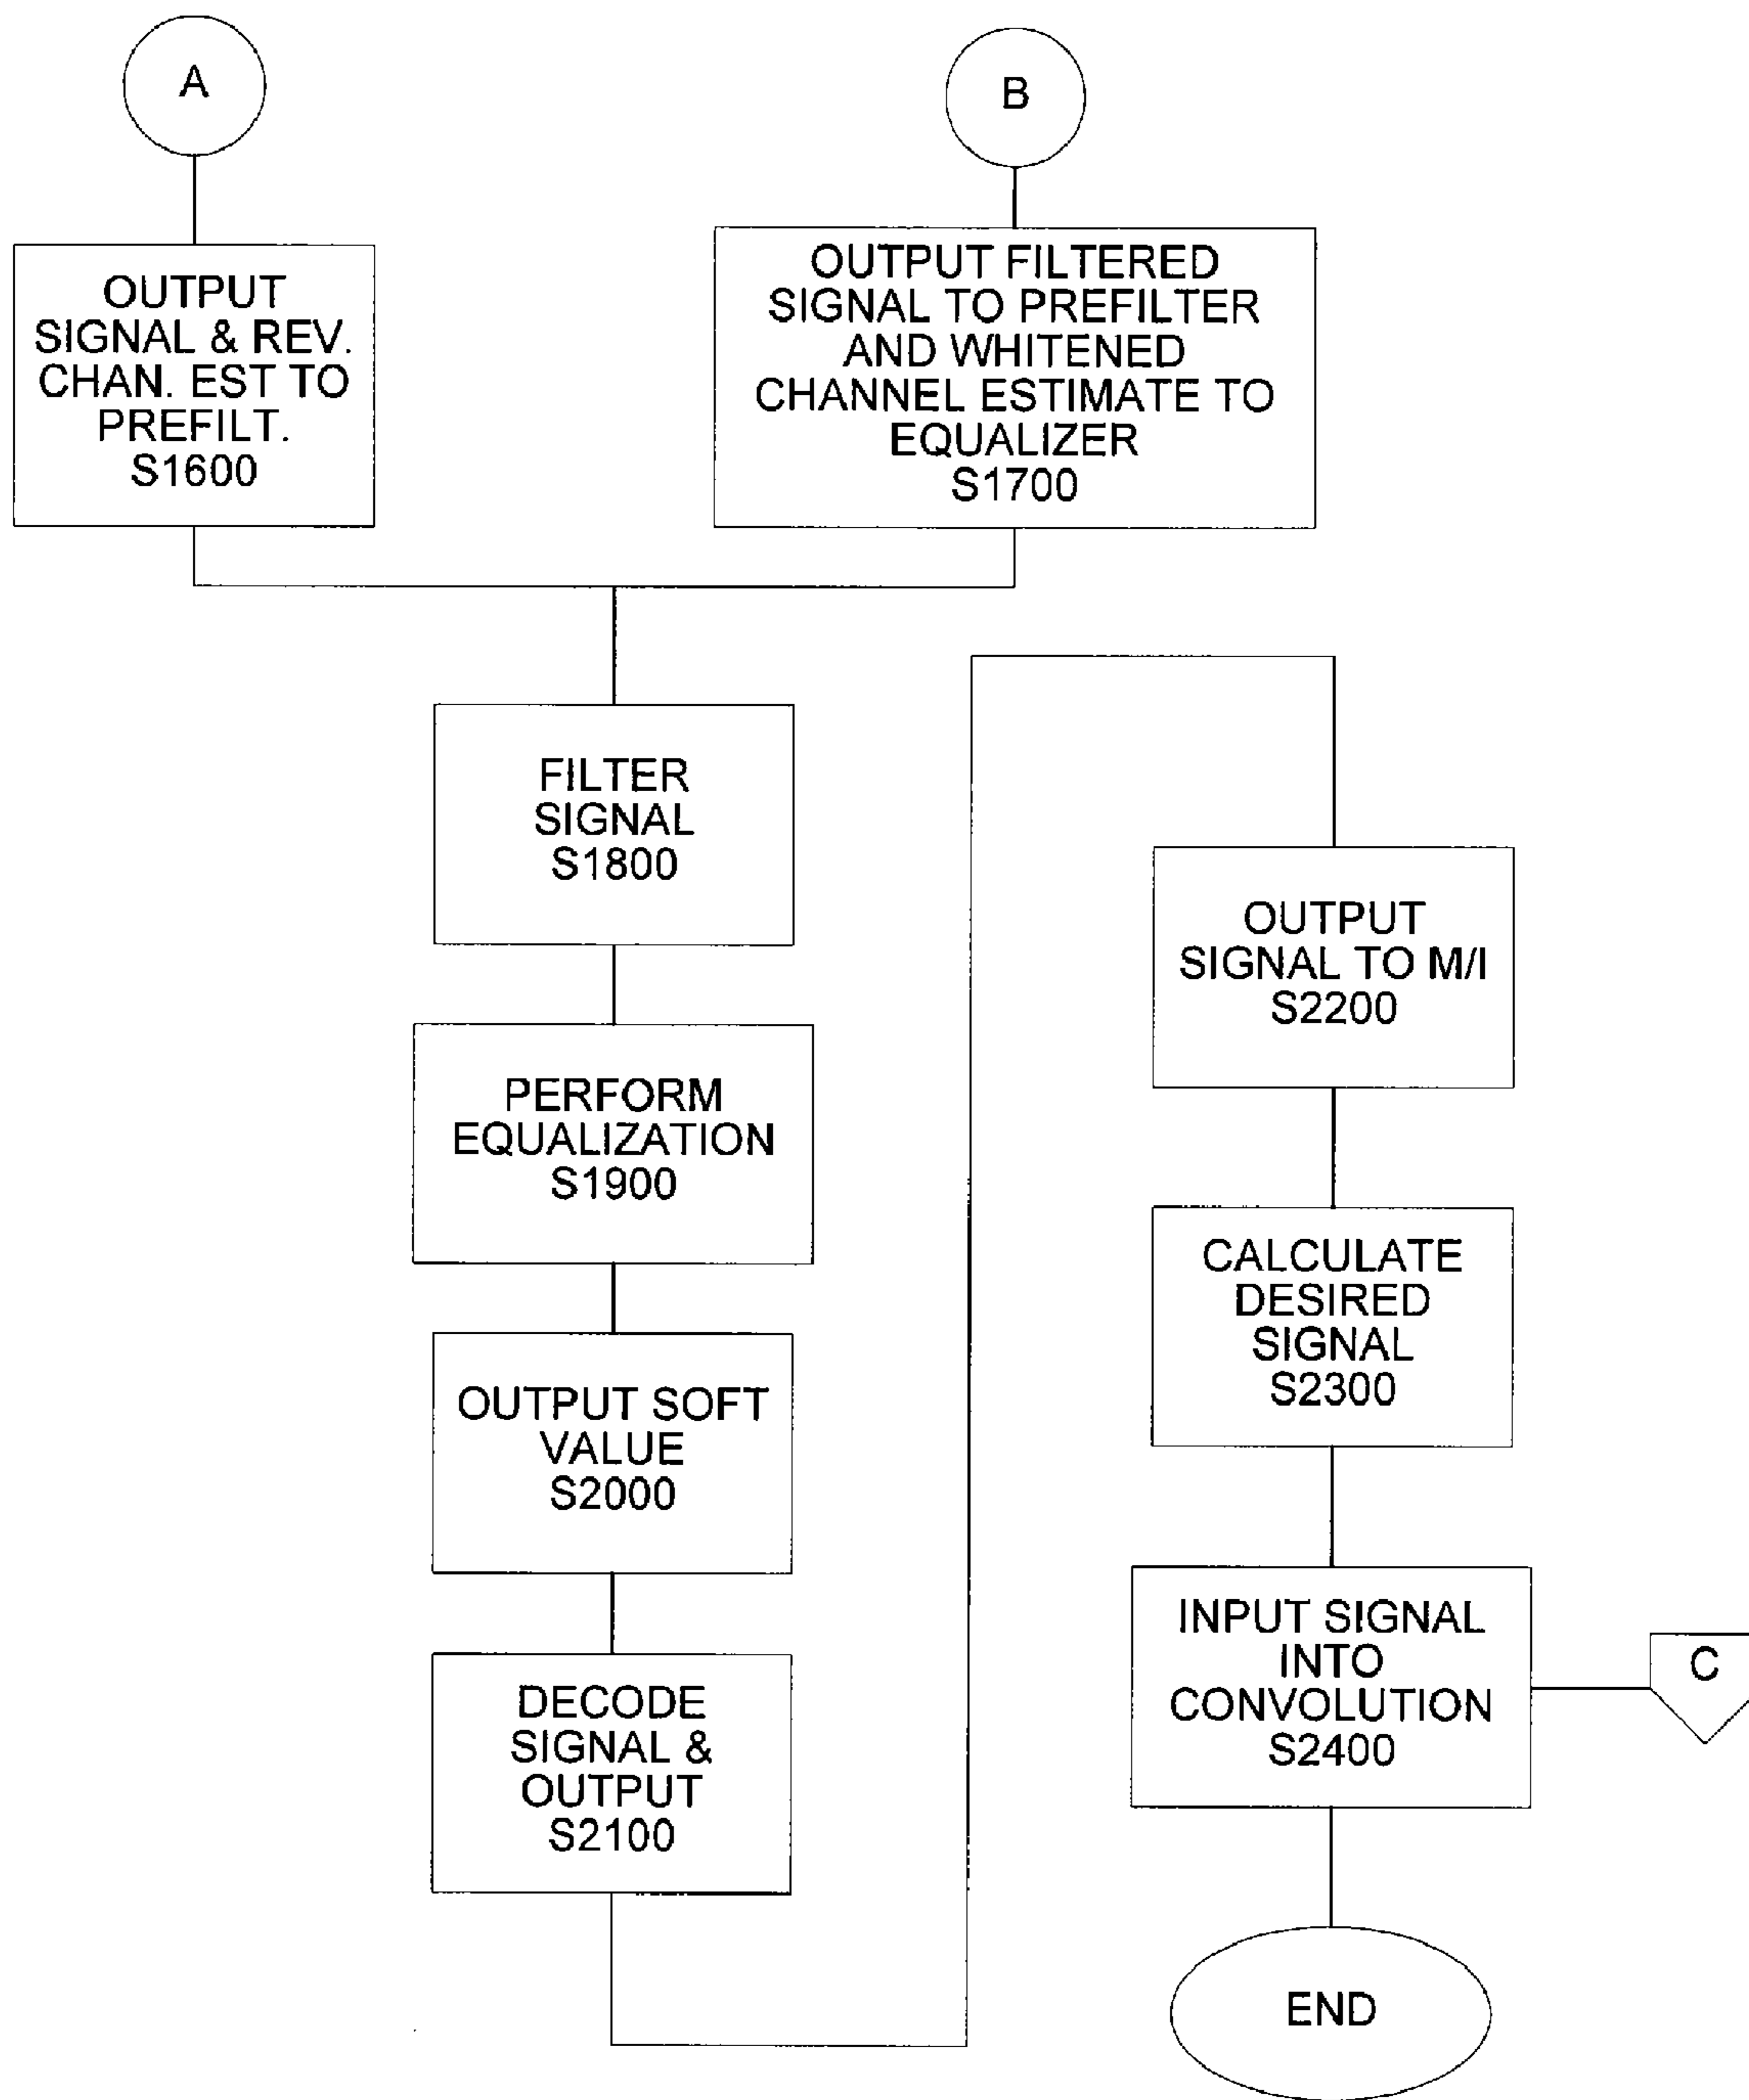 A
B
OUTPUT
SIGNAL & REV.
CHAN. EST TO
PREFILT.
S1600
OUTPUT FILTERED
SIGNAL TO PREFILTER
AND WHITENED
CHANNEL ESTIMATE TO
EQUALIZER
S1700
FILTER
SIGNAL
S1800
PERFORM
EQUALIZATION
S1900
OUTPUT SOFT
VALUE
S2000
DECODE
SIGNAL &
OUTPUT
S2100
OUTPUT
SIGNAL TO M/I
S2200
CALCULATE
DESIRED
SIGNAL
S2300
INPUT SIGNAL
INTO
CONVOLUTION
S2400
C
END